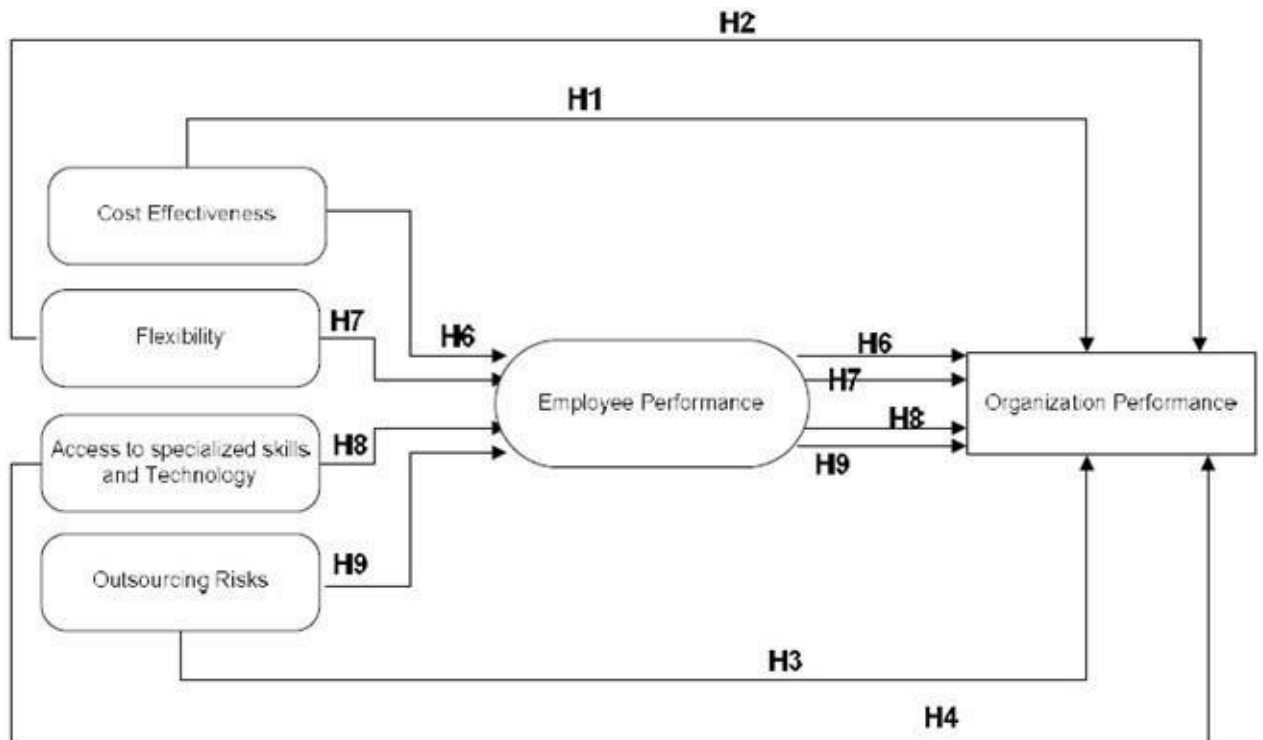 H2
H1
Cost Effectiveness
Flexibility
H7
H6
H6
H7
Employee Performance
Organization Performance
Access to specialized skills
and Technology
H8
H8
H9
Outsourcing Risks
H9
H3
H4